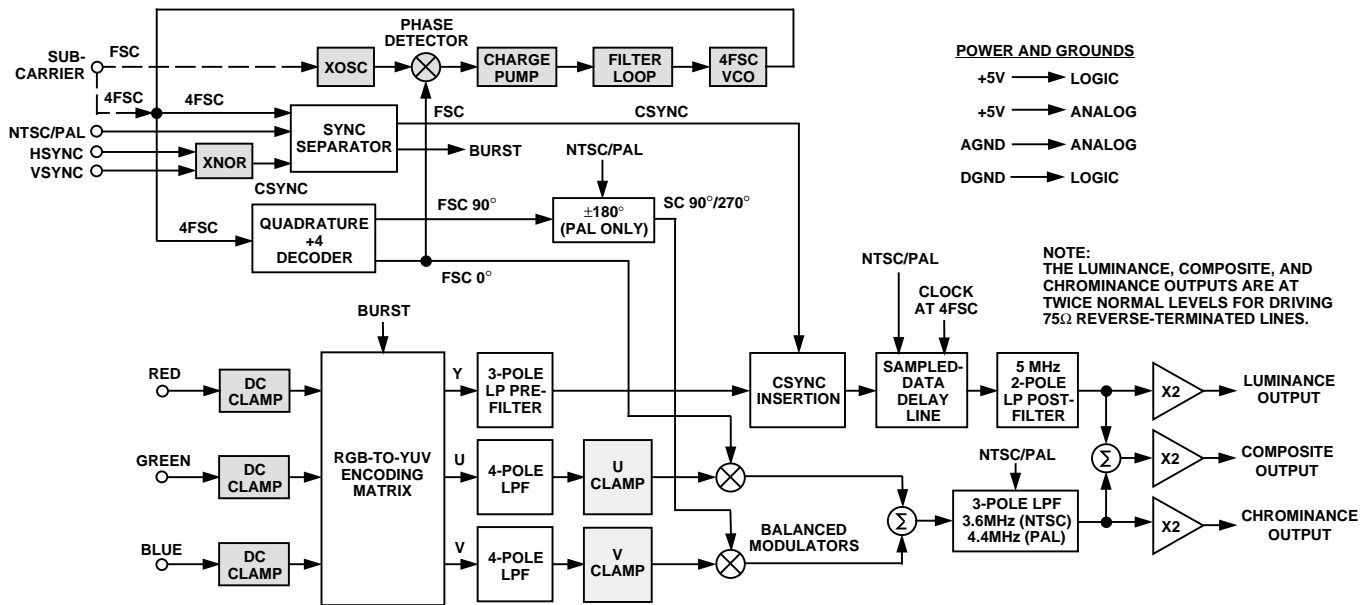 SUB-
CARRIER
FSC
XOSC
PHASE
DETECTOR
CHARGE
PUMP
FILTER
LOOP
4FSC
VCO
POWER AND GROUNDS
+5V
LOGIC
+5V
ANALOG
AGND
ANALOG
DGND
LOGIC
4FSC
4FSC
NTSC/PAL
HSYNC
VSYNC
XNOR
CSYNC
SYNC
SEPARATOR
FSC
CSYNC
BURST
NTSC/PAL
4FSC
QUADRATURE
+4
DECODER
FSC 90°
±180°
(PAL ONLY)
SC 90°/270°
FSC 0°
NTSC/PAL
CLOCK
AT 4FSC
NOTE:
THE LUMINANCE, COMPOSITE, AND
CHROMINANCE OUTPUTS ARE AT
TWICE NORMAL LEVELS FOR DRIVING
75Ω REVERSE-TERMINATED LINES.
BURST
RED
DC
CLAMP
RGB-TO-YUV
ENCODING
MATRIX
Y
3-POLE
LP PRE-
FILTER
CSYNC
INSERTION
SAMPLED-
DATA
DELAY
LINE
5 MHz
2-POLE
LP POST-
FILTER
X2
LUMINANCE
OUTPUT
GREEN
DC
CLAMP
U
4-POLE
LPF
U
CLAMP
NTSC/PAL
Σ
X2
COMPOSITE
OUTPUT
BLUE
DC
CLAMP
V
4-POLE
LPF
V
CLAMP
BALANCED
MODULATORS
Σ
3-POLE LPF
3.6MHz (NTSC)
4.4MHz (PAL)
X2
CHROMINANCE
OUTPUT